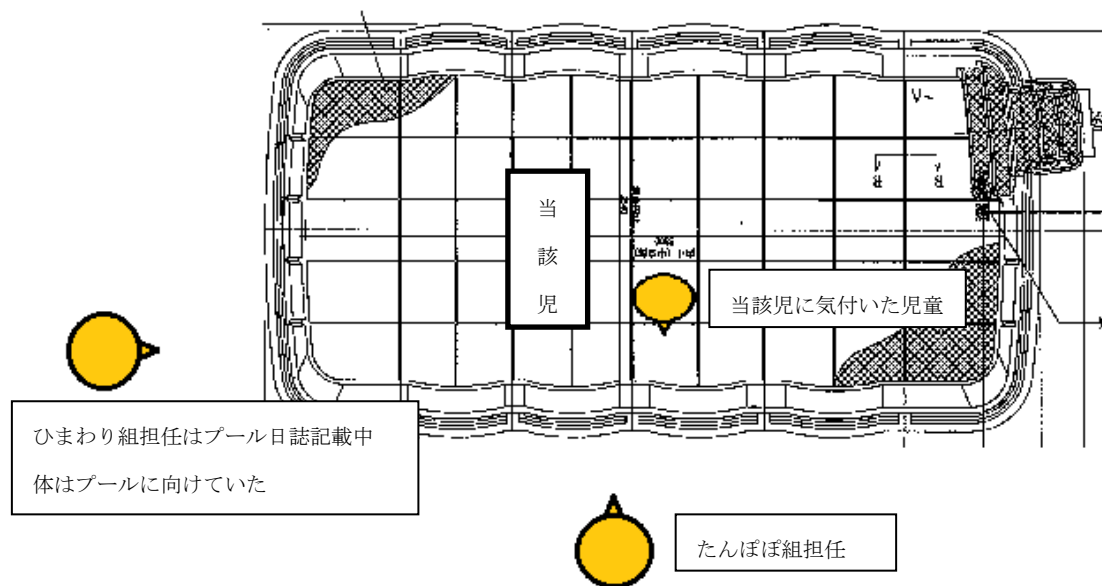 当
該
児
当該児に気付いた児童
ひまわり組担任はプール日誌記載中
体はプールに向けていた
たんぽぽ組担任